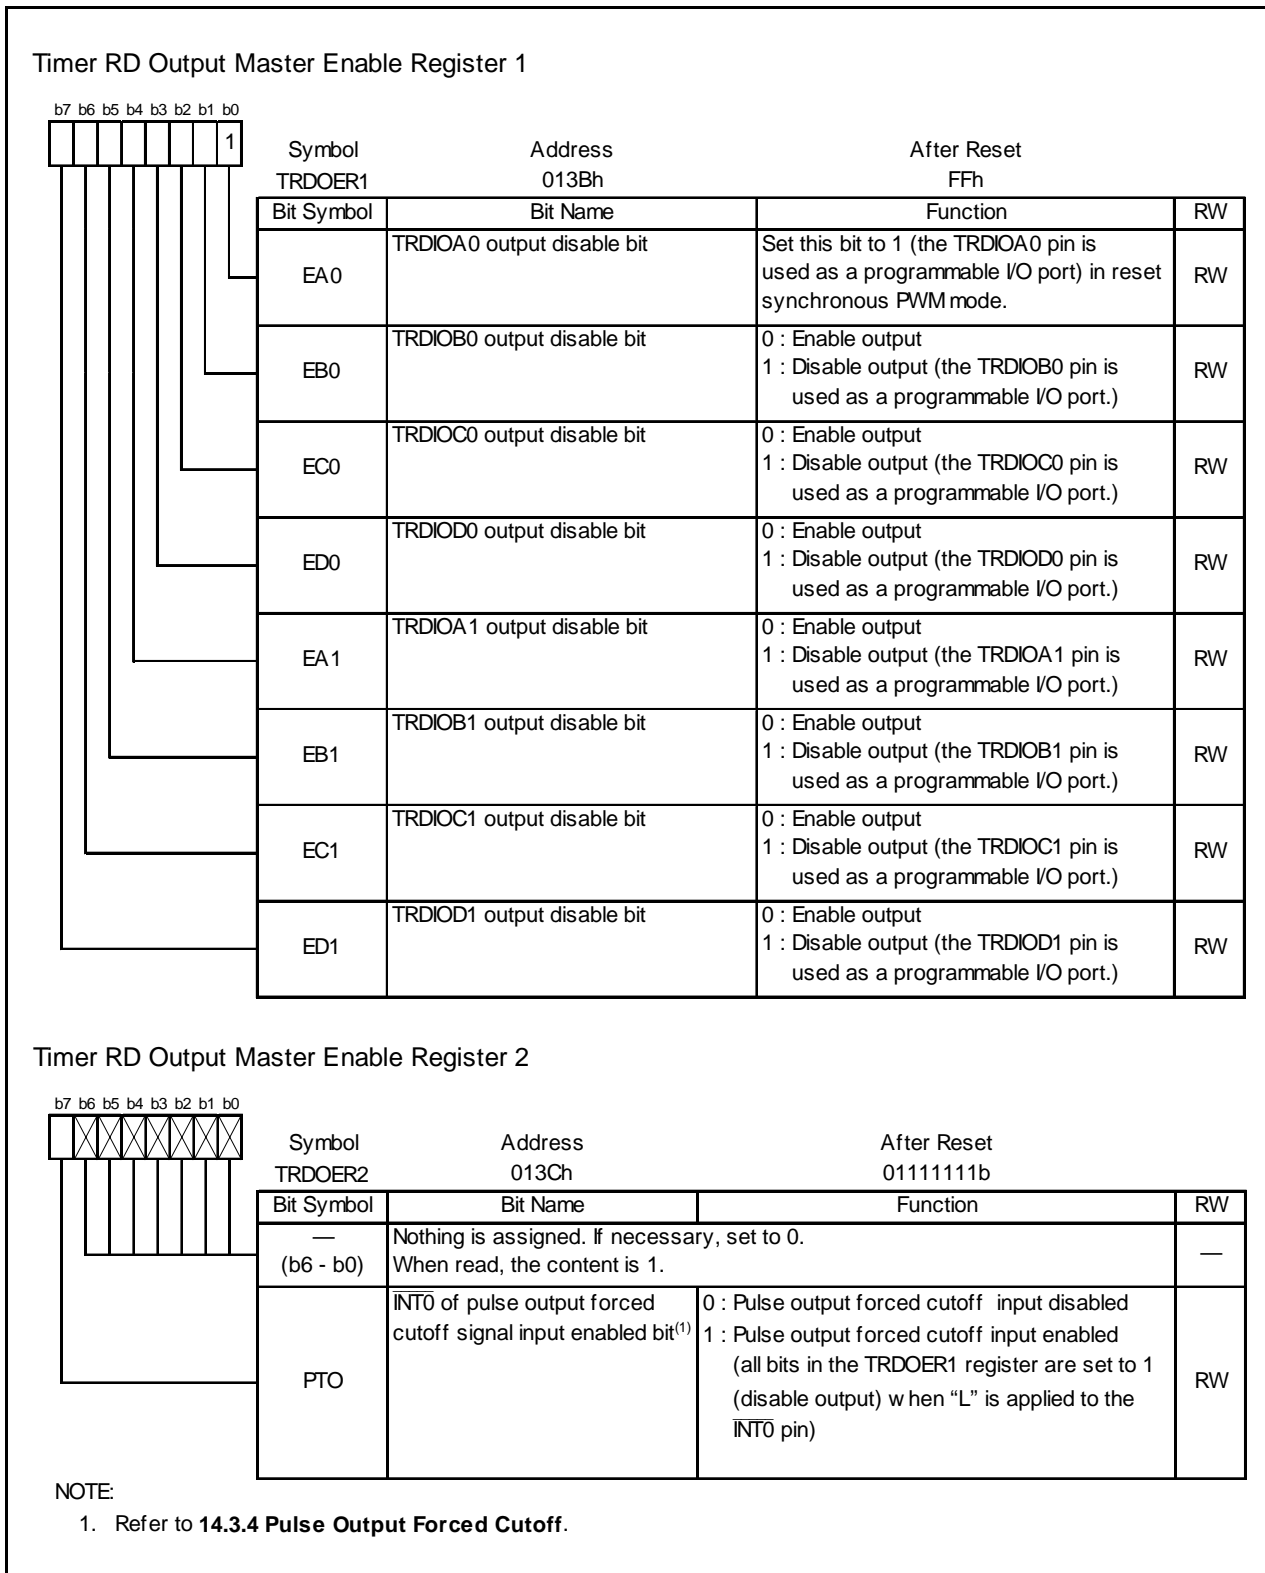 Timer RD Output Master Enable Register 1
b7 b6 b5 b4 b3 b2 b1 b0
1
Symbol Address After Reset
TRDOER1 013Bh FFh
Bit Symbol Bit Name Function RW
EA0 TRDIOA0 output disable bit Set this bit to 1 (the TRDIOA0 pin is
used as a programmable I/O port) in reset
synchronous PWM mode. RW
EB0 TRDIOB0 output disable bit 0 : Enable output
1 : Disable output (the TRDIOB0 pin is
used as a programmable I/O port.) RW
EC0 TRDIOC0 output disable bit 0 : Enable output
1 : Disable output (the TRDIOC0 pin is
used as a programmable I/O port.) RW
ED0 TRDIOD0 output disable bit 0 : Enable output
1 : Disable output (the TRDIOD0 pin is
used as a programmable I/O port.) RW
EA1 TRDIOA1 output disable bit 0 : Enable output
1 : Disable output (the TRDIOA1 pin is
used as a programmable I/O port.) RW
EB1 TRDIOB1 output disable bit 0 : Enable output
1 : Disable output (the TRDIOB1 pin is
used as a programmable I/O port.) RW
EC1 TRDIOC1 output disable bit 0 : Enable output
1 : Disable output (the TRDIOC1 pin is
used as a programmable I/O port.) RW
ED1 TRDIOD1 output disable bit 0 : Enable output
1 : Disable output (the TRDIOD1 pin is
used as a programmable I/O port.) RW
Timer RD Output Master Enable Register 2
b7 b6 b5 b4 b3 b2 b1 b0
Symbol Address After Reset
TRDOER2 013Ch 01111111b
Bit Symbol Bit Name Function RW
— Nothing is assigned. If necessary, set to 0.
(b6 - b0) When read, the content is 1. —
PTO INT0 of pulse output forced
cutoff signal input enabled bit(1)
0 : Pulse output forced cutoff input disabled
1 : Pulse output forced cutoff input enabled
(all bits in the TRDOER1 register are set to 1
(disable output) when “L” is applied to the
INT0 pin) RW
NOTE:
1. Refer to 14.3.4 Pulse Output Forced Cutoff.